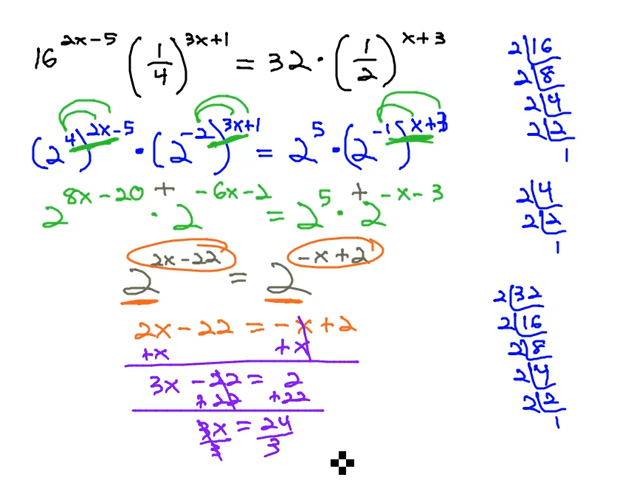 16^(2x-5) (1/4)^(3x+1) = 32 · (1/2)^(x+3)
(2^4)^(2x-5) · (2^-2)^(3x+1) = 2^5 · (2^-1)^(x+3)
2^(8x-20) + · 2^(-6x-2) = 2^5 + · 2^(-x-3)
2^(2x-22) = 2^(-x+2)
2x - 22 = -x + 2
+x +x
3x - 22 = 2
+22 +22
3x/3 = 24/3
2|16
2|8
2|4
2|2
1
2|4
2|2
1
2|32
2|16
2|8
2|4
2|2
1